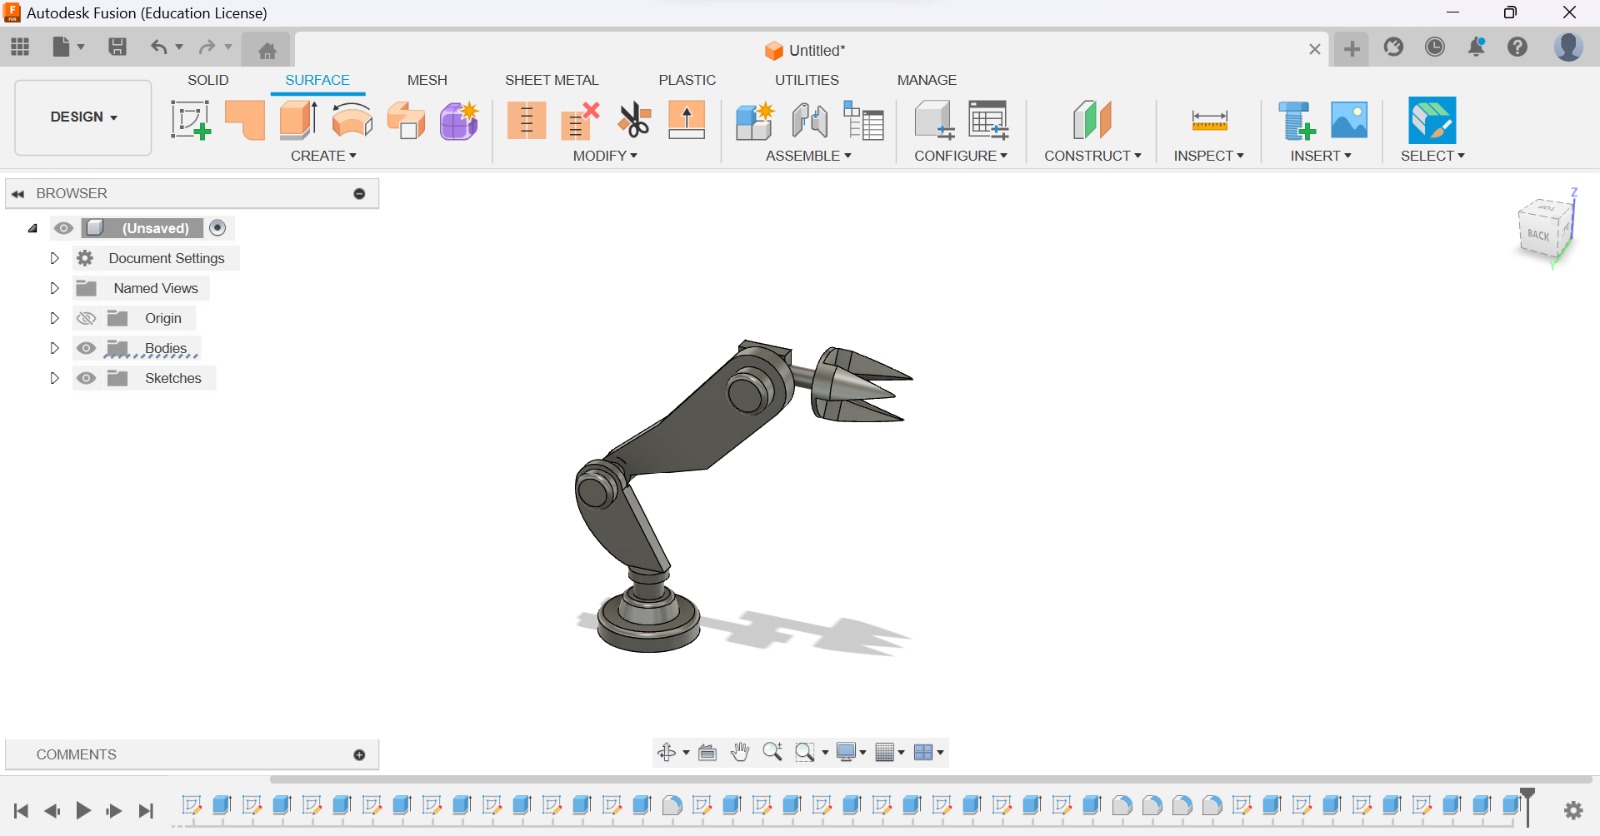 Autodesk Fusion (Education License)
Untitled*
DESIGN
SOLID
SURFACE
MESH
SHEET METAL
PLASTIC
UTILITIES
MANAGE
CREATE
MODIFY
ASSEMBLE
CONFIGURE
CONSTRUCT
INSPECT
INSERT
SELECT
BROWSER
(Unsaved)
Document Settings
Named Views
Origin
Bodies
Sketches
Z
TOP
BACK
Y
COMMENTS